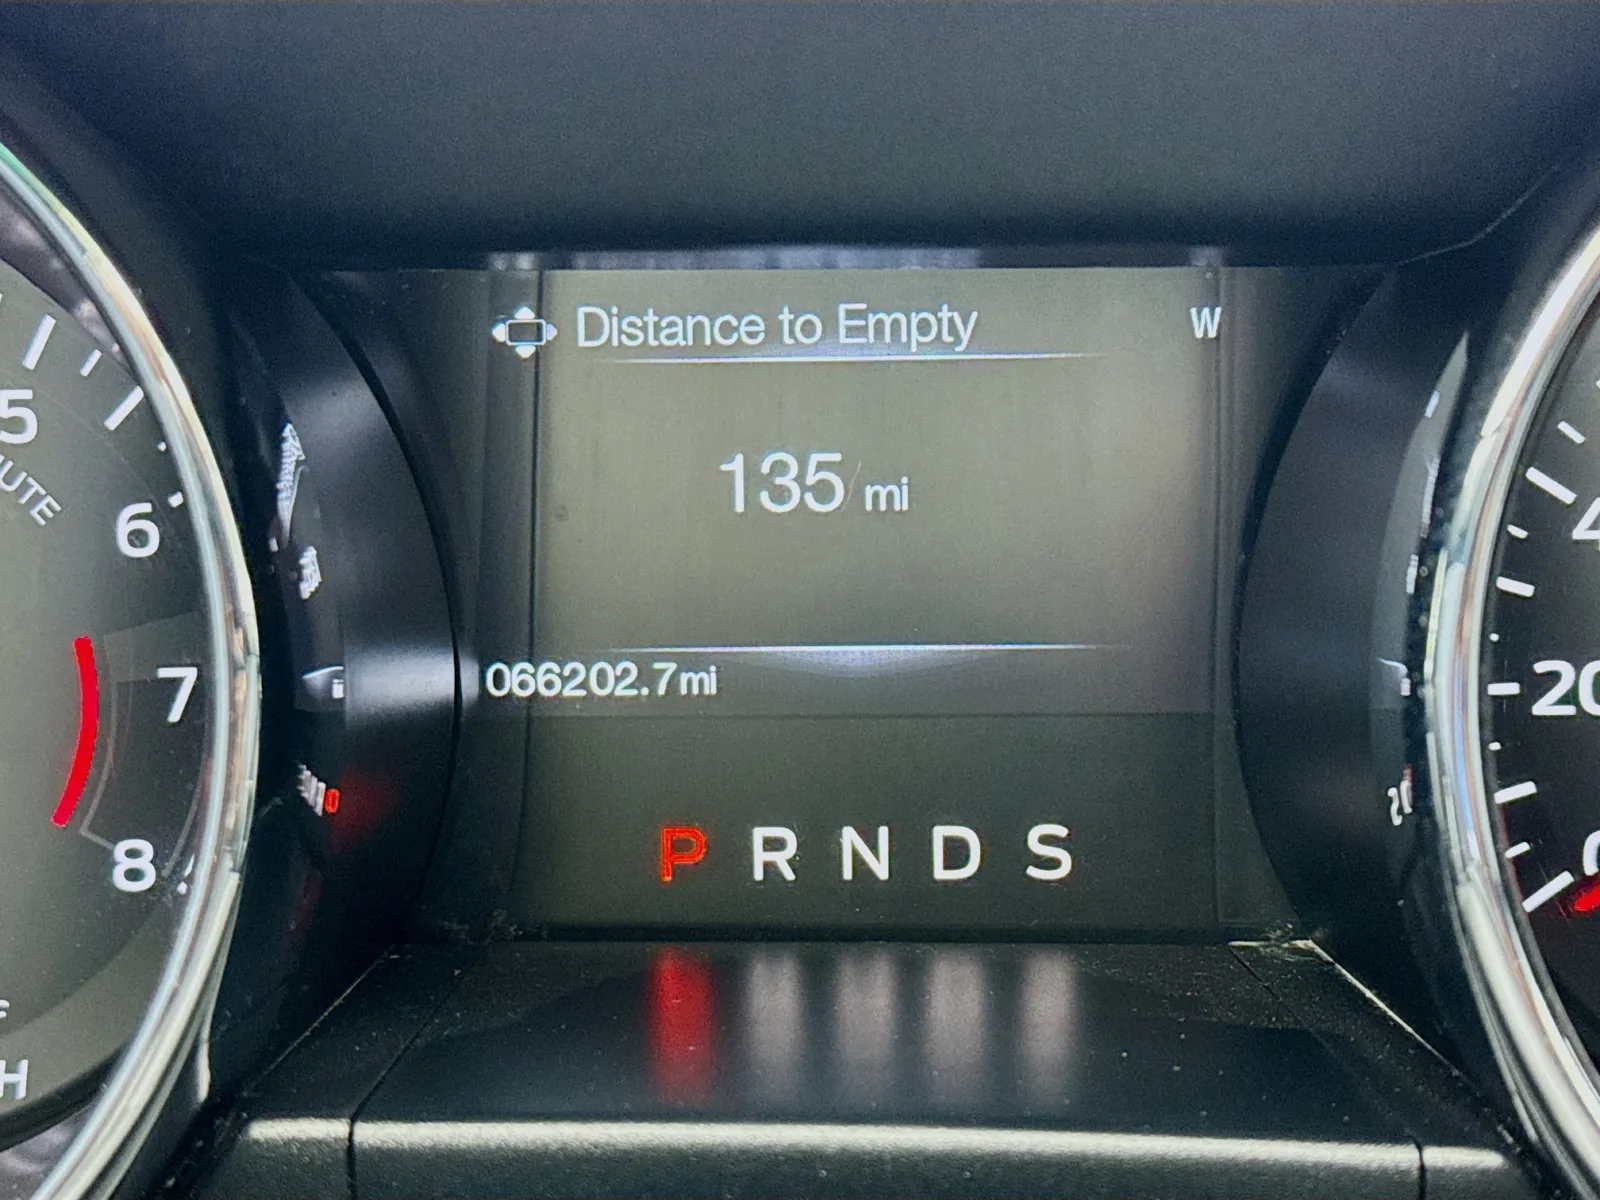 Distance to Empty W
135 mi
066202.7mi
P R N D S
5
6
7
8
20
H